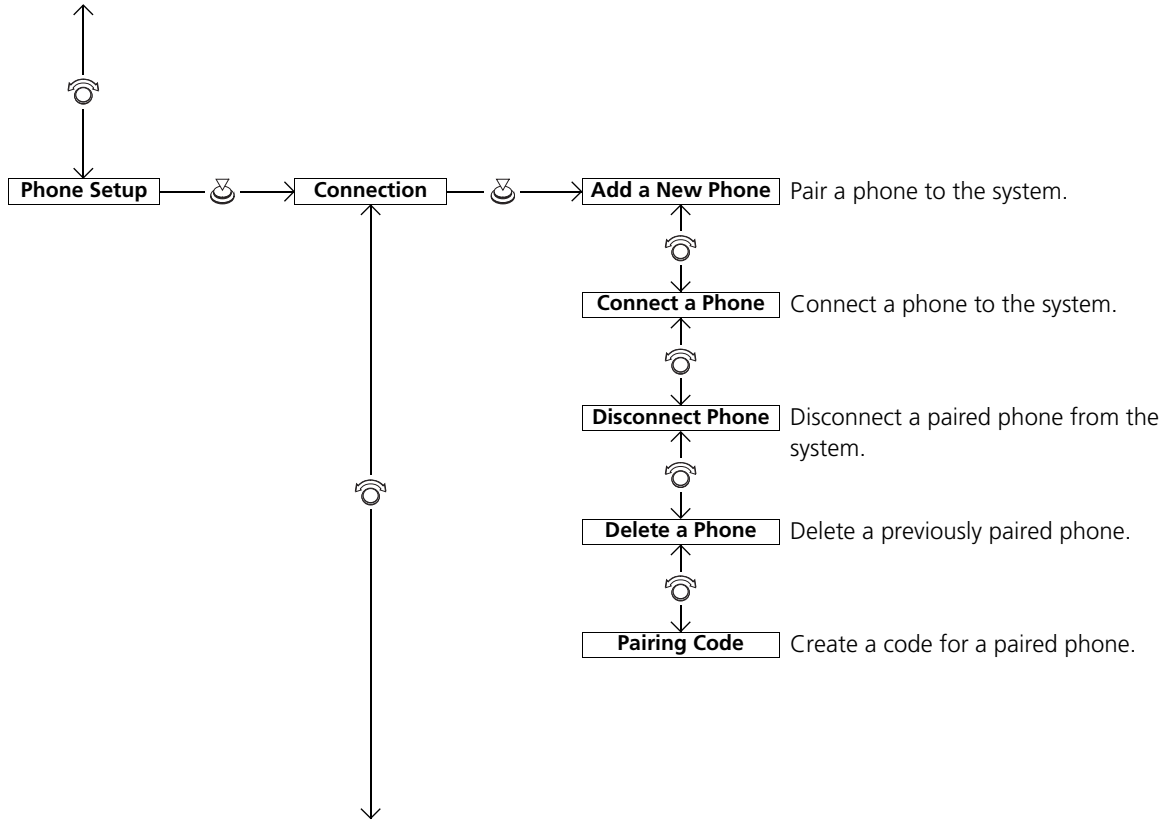 Phone Setup
Connection
Add a New Phone
Pair a phone to the system.
Connect a Phone
Connect a phone to the system.
Disconnect Phone
Disconnect a paired phone from the
system.
Delete a Phone
Delete a previously paired phone.
Pairing Code
Create a code for a paired phone.